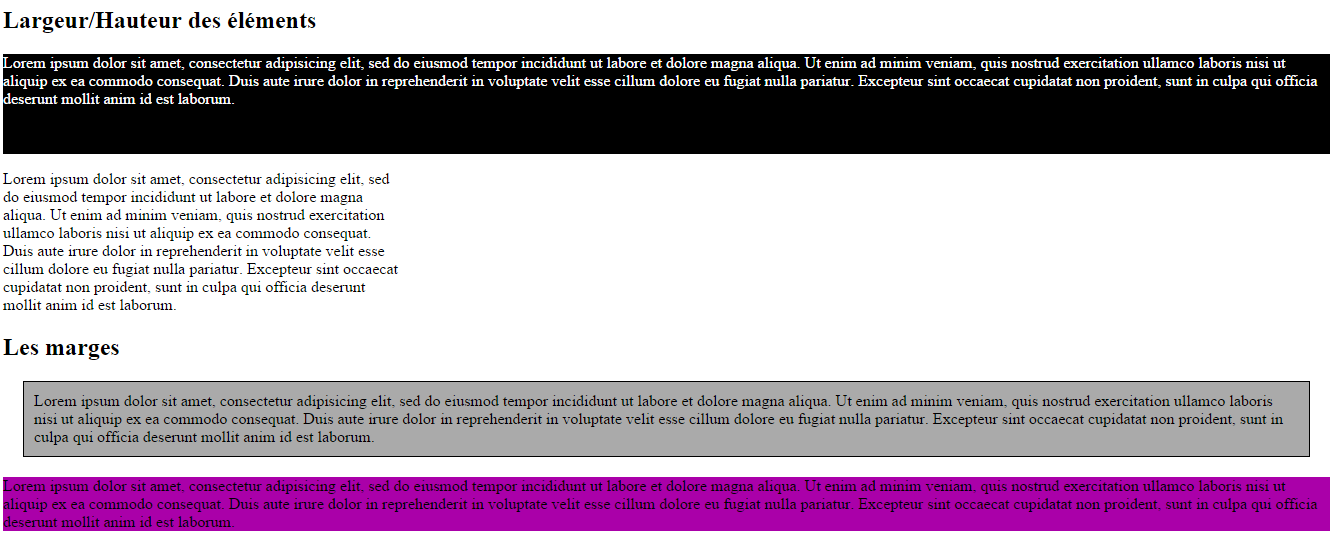 Largeur/Hauteur des éléments
Lorem ipsum dolor sit amet, consectetur adipisicing elit, sed do eiusmod tempor incididunt ut labore et dolore magna aliqua. Ut enim ad minim veniam, quis nostrud exercitation ullamco laboris nisi ut
aliquip ex ea commodo consequat. Duis aute irure dolor in reprehenderit in voluptate velit esse cillum dolore eu fugiat nulla pariatur. Excepteur sint occaecat cupidatat non proident, sunt in culpa qui officia
deserunt mollit anim id est laborum.
Lorem ipsum dolor sit amet, consectetur adipisicing elit, sed
do eiusmod tempor incididunt ut labore et dolore magna
aliqua. Ut enim ad minim veniam, quis nostrud exercitation
ullamco laboris nisi ut aliquip ex ea commodo consequat.
Duis aute irure dolor in reprehenderit in voluptate velit esse
cillum dolore eu fugiat nulla pariatur. Excepteur sint occaecat
cupidatat non proident, sunt in culpa qui officia deserunt
mollit anim id est laborum.
Les marges
Lorem ipsum dolor sit amet, consectetur adipisicing elit, sed do eiusmod tempor incididunt ut labore et dolore magna aliqua. Ut enim ad minim veniam, quis nostrud exercitation ullamco laboris
nisi ut aliquip ex ea commodo consequat. Duis aute irure dolor in reprehenderit in voluptate velit esse cillum dolore eu fugiat nulla pariatur. Excepteur sint occaecat cupidatat non proident, sunt in
culpa qui officia deserunt mollit anim id est laborum.
Lorem ipsum dolor sit amet, consectetur adipisicing elit, sed do eiusmod tempor incididunt ut labore et dolore magna aliqua. Ut enim ad minim veniam, quis nostrud exercitation ullamco laboris nisi ut
aliquip ex ea commodo consequat. Duis aute irure dolor in reprehenderit in voluptate velit esse cillum dolore eu fugiat nulla pariatur. Excepteur sint occaecat cupidatat non proident, sunt in culpa qui officia
deserunt mollit anim id est laborum.